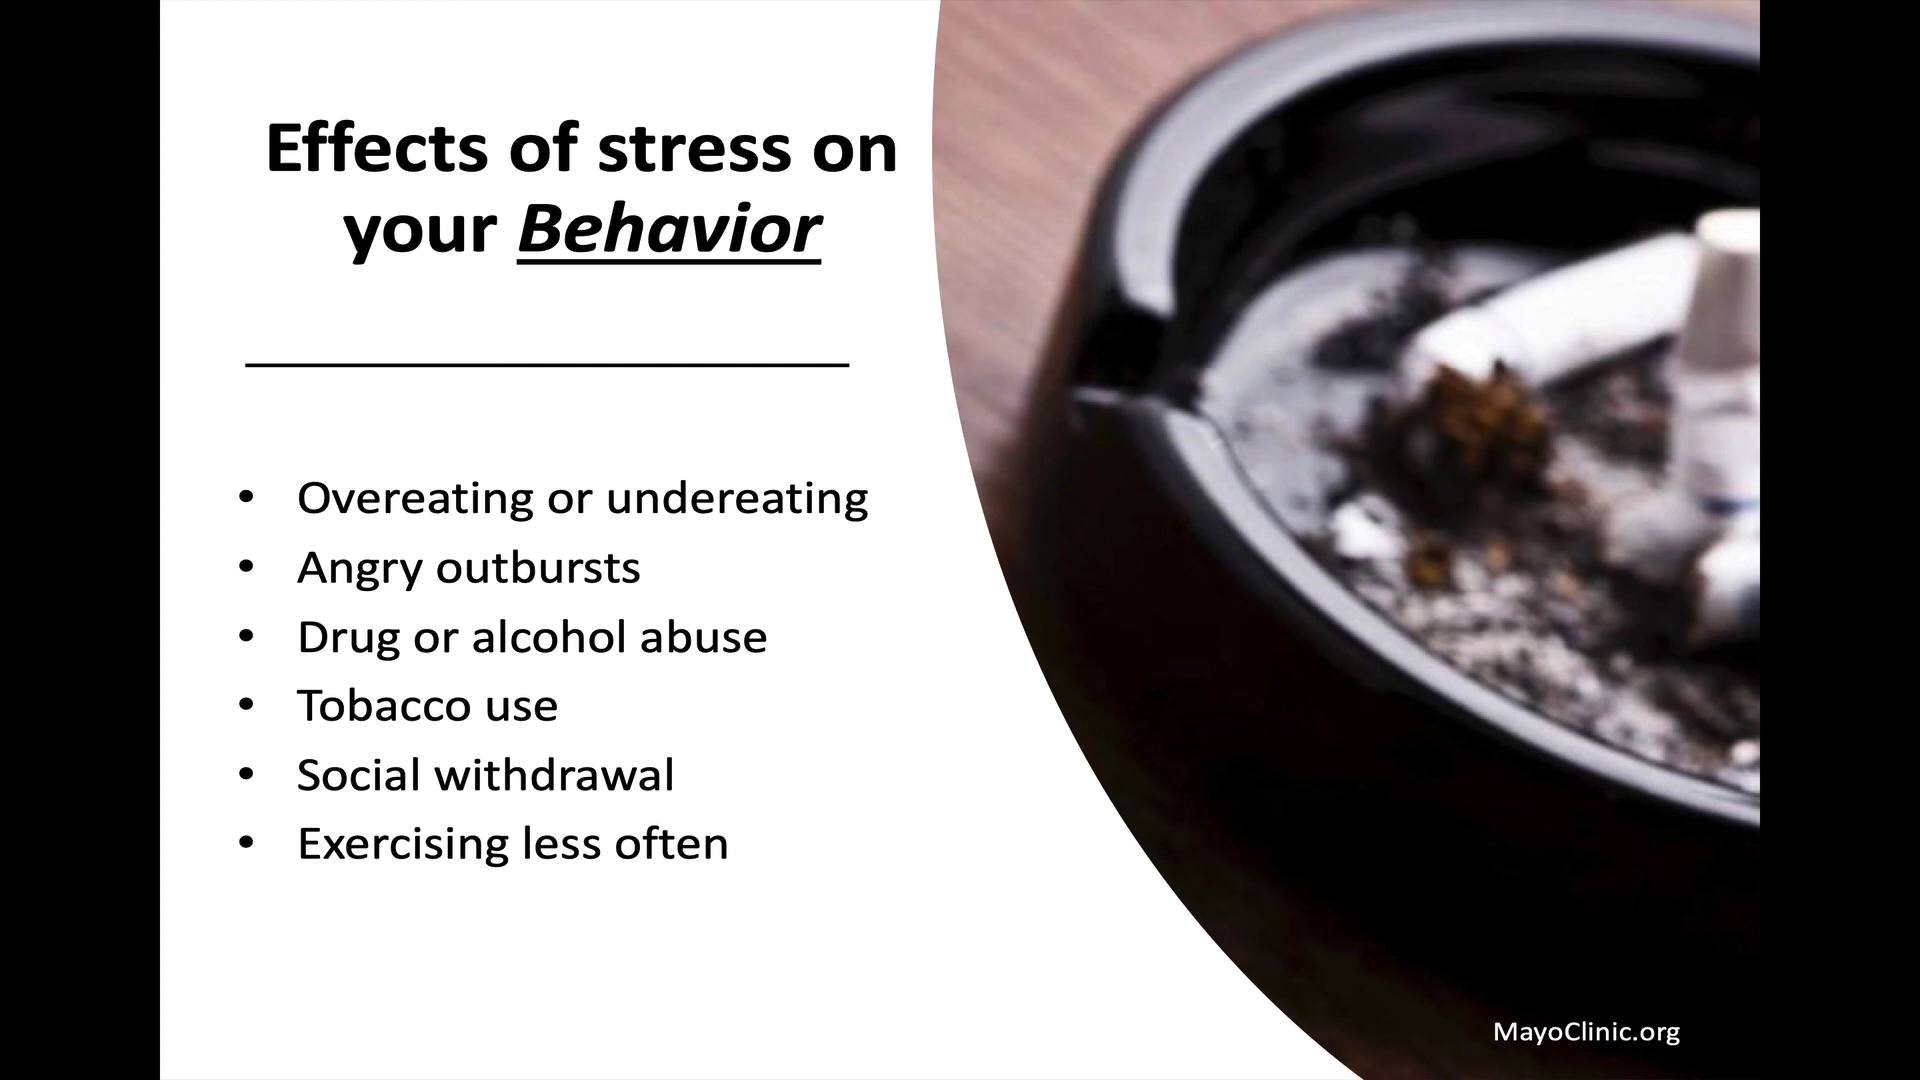 Effects of stress on
your Behavior
• Overeating or undereating
• Angry outbursts
• Drug or alcohol abuse
• Tobacco use
• Social withdrawal
• Exercising less often
MayoClinic.org